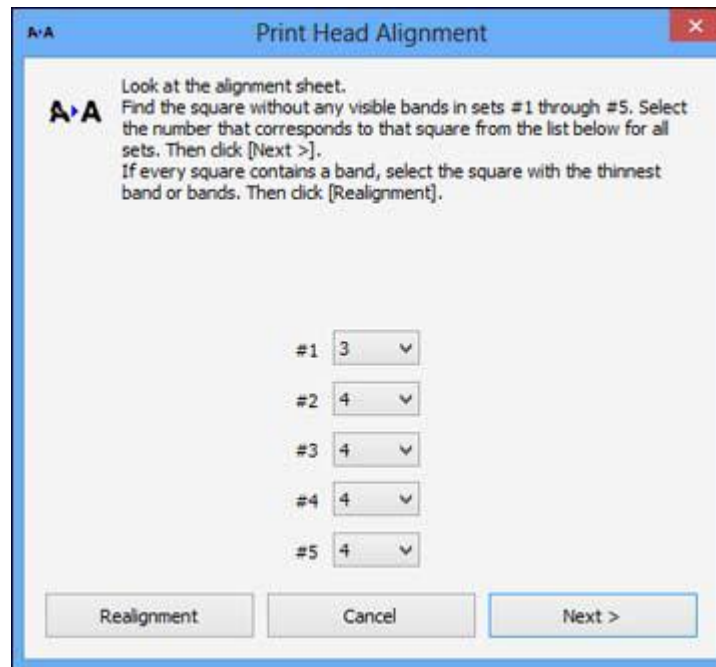 A▸A Print Head Alignment
A▸A
Look at the alignment sheet.
Find the square without any visible bands in sets #1 through #5. Select
the number that corresponds to that square from the list below for all
sets. Then click [Next >].
If every square contains a band, select the square with the thinnest
band or bands. Then click [Realignment].
#1 3
#2 4
#3 4
#4 4
#5 4
Realignment Cancel Next >